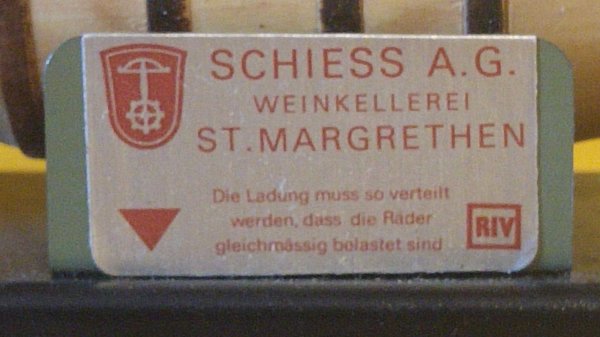 SCHIESS A.G.
WEINKELLEREI
ST. MARGRETHEN
Die Ladung muss so verteilt
werden, dass die Räder
gleichmässig belastet sind
RIV